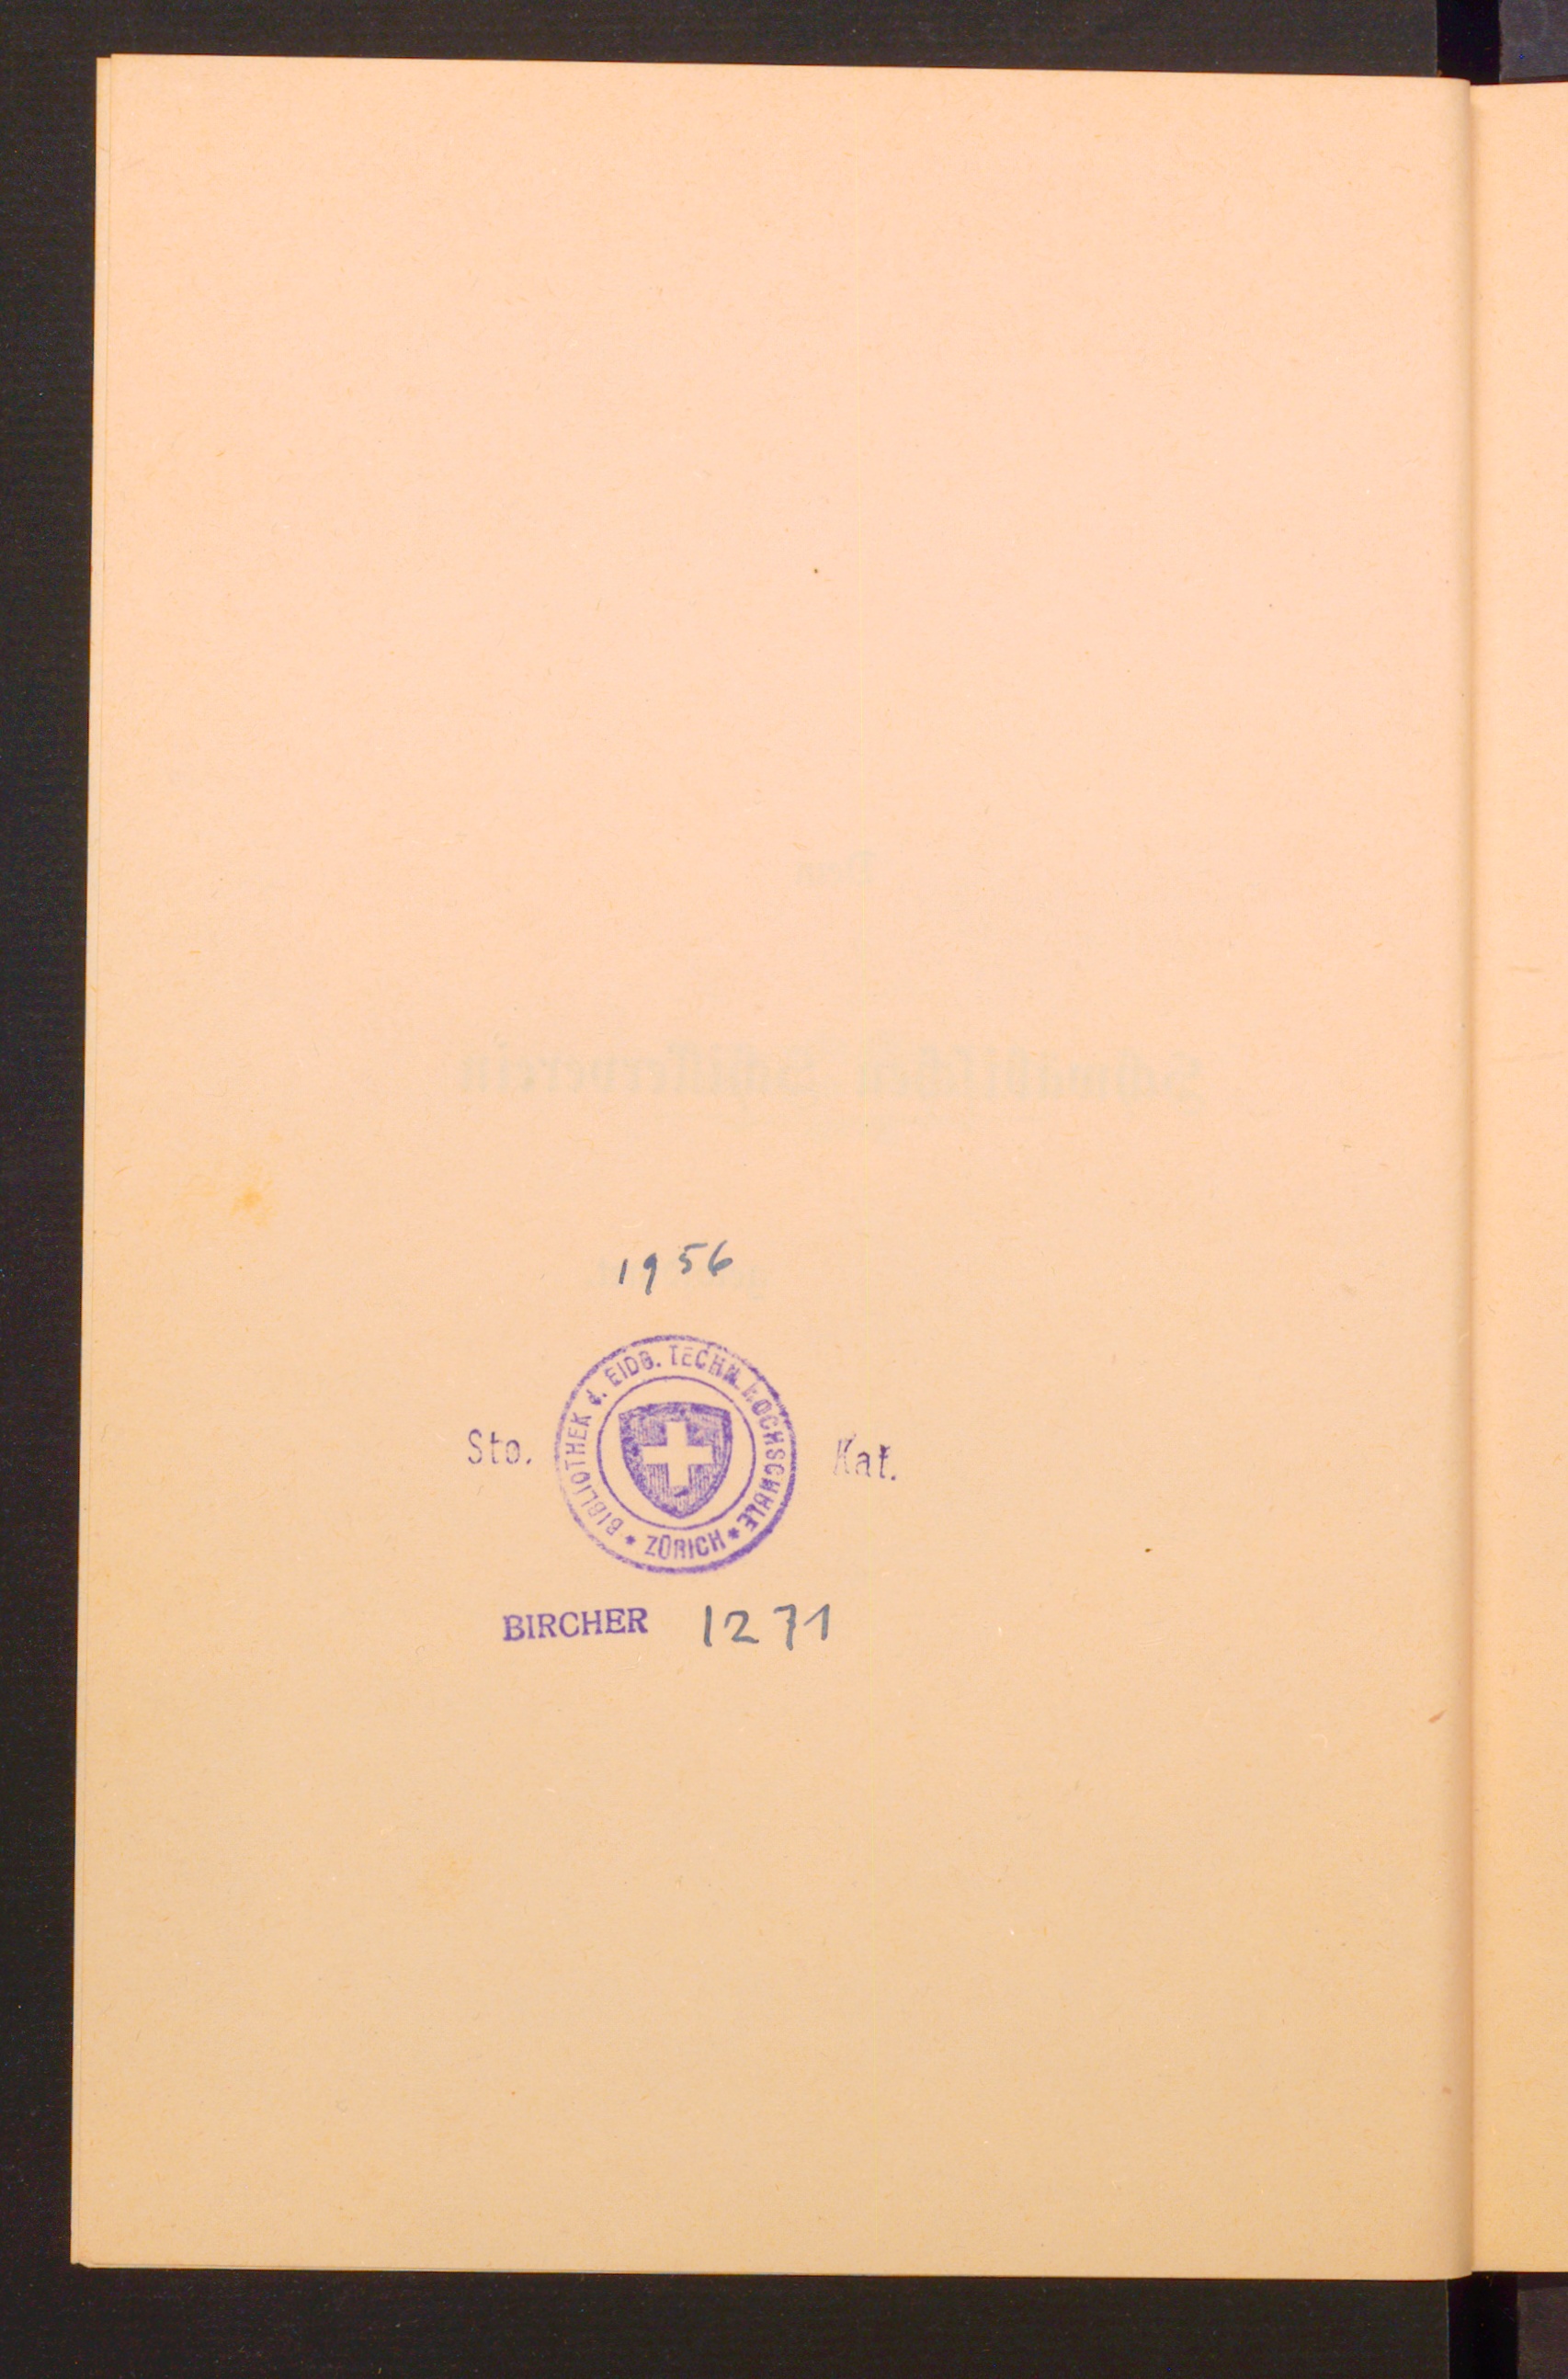 1956
BIBLIOTHEK d. EIDG. TECHN. HOCHSCHULE * ZÜRICH *
Sto. Kat.
BIRCHER 1271